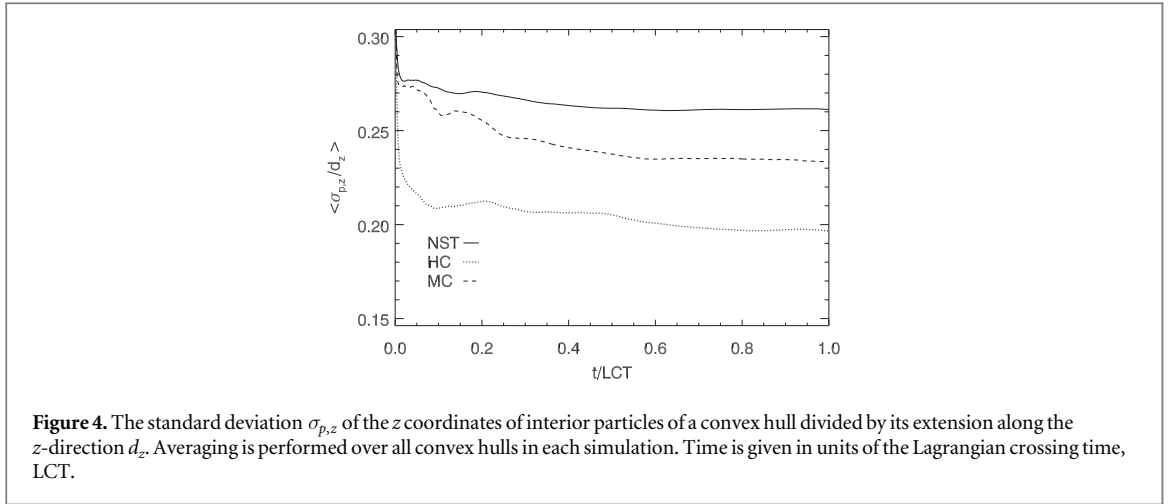 0.30
0.25
0.20
0.15
<σp,z/dz>
NST
HC
MC
0.0 0.2 0.4 0.6 0.8 1.0
t/LCT
Figure 4. The standard deviation σp,z of the z coordinates of interior particles of a convex hull divided by its extension along the
z-direction dz. Averaging is performed over all convex hulls in each simulation. Time is given in units of the Lagrangian crossing time,
LCT.